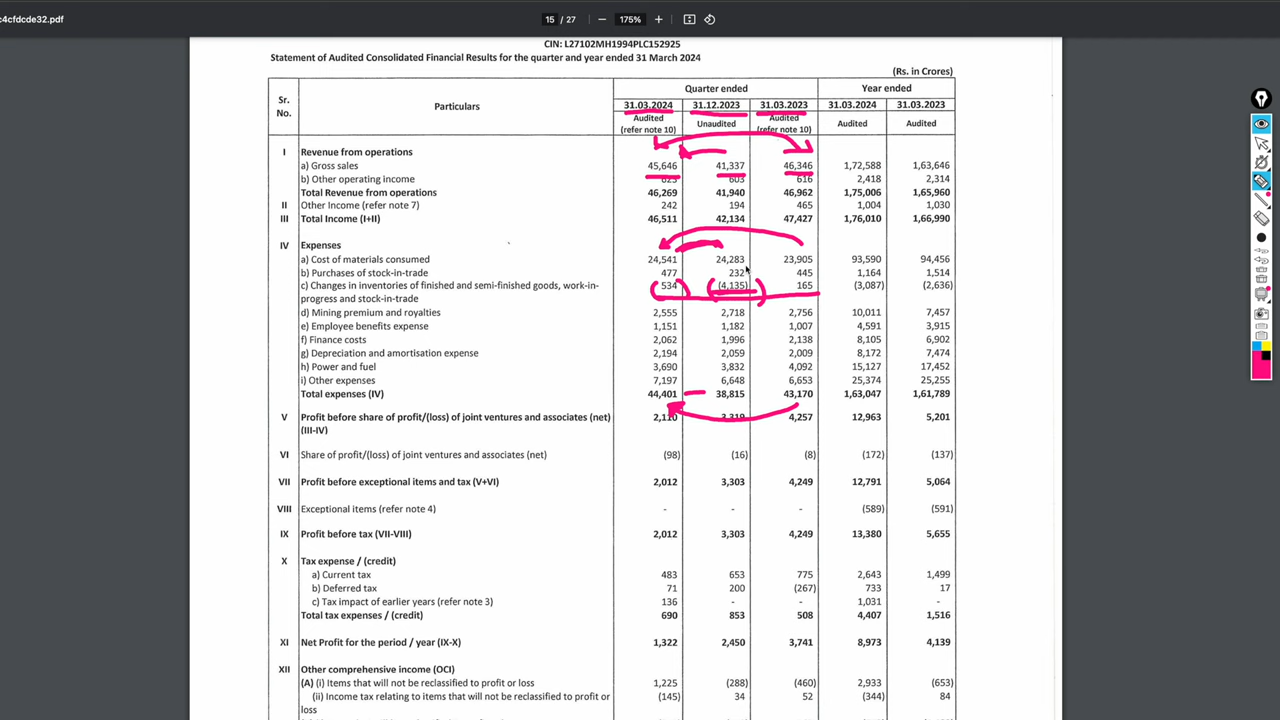 c4cfdcde32.pdf
15 / 27
175%
CIN: L27102MH1994PLC152925
Statement of Audited Consolidated Financial Results for the quarter and year ended 31 March 2024
(Rs. in Crores)
Sr. No. Particulars Quarter ended Year ended
31.03.2024 31.12.2023 31.03.2023 31.03.2024 31.03.2023
Audited (refer note 10) Unaudited Audited (refer note 10) Audited Audited
I Revenue from operations
a) Gross sales 45,646 41,337 46,346 1,72,588 1,63,646
b) Other operating income 623 603 616 2,418 2,314
Total Revenue from operations 46,269 41,940 46,962 1,75,006 1,65,960
II Other Income (refer note 7) 242 194 465 1,004 1,030
III Total Income (I+II) 46,511 42,134 47,427 1,76,010 1,66,990
IV Expenses
a) Cost of materials consumed 24,541 24,283 23,905 93,590 94,456
b) Purchases of stock-in-trade 477 232 445 1,164 1,514
c) Changes in inventories of finished and semi-finished goods, work-in- 534 (4,135) 165 (3,087) (2,636)
progress and stock-in-trade
d) Mining premium and royalties 2,555 2,718 2,756 10,011 7,457
e) Employee benefits expense 1,151 1,182 1,007 4,591 3,915
f) Finance costs 2,062 1,996 2,138 8,105 6,902
g) Depreciation and amortisation expense 2,194 2,059 2,009 8,172 7,474
h) Power and fuel 3,690 3,832 4,092 15,127 17,452
i) Other expenses 7,197 6,648 6,653 25,374 25,255
Total expenses (IV) 44,401 38,815 43,170 1,63,047 1,61,789
V Profit before share of profit/(loss) of joint ventures and associates (net) 2,110 3,319 4,257 12,963 5,201
(III-IV)
VI Share of profit/(loss) of joint ventures and associates (net) (98) (16) (8) (172) (137)
VII Profit before exceptional items and tax (V+VI) 2,012 3,303 4,249 12,791 5,064
VIII Exceptional items (refer note 4) - - - (589) (591)
IX Profit before tax (VII-VIII) 2,012 3,303 4,249 13,380 5,655
X Tax expense / (credit)
a) Current tax 483 653 775 2,643 1,499
b) Deferred tax 71 200 (267) 733 17
c) Tax impact of earlier years (refer note 3) 136 - - 1,031 -
Total tax expenses / (credit) 690 853 508 4,407 1,516
XI Net Profit for the period / year (IX-X) 1,322 2,450 3,741 8,973 4,139
XII Other comprehensive income (OCI)
(A) (i) Items that will not be reclassified to profit or loss 1,225 (288) (460) 2,933 (653)
(ii) Income tax relating to items that will not be reclassified to profit or (145) 34 52 (344) 84
loss